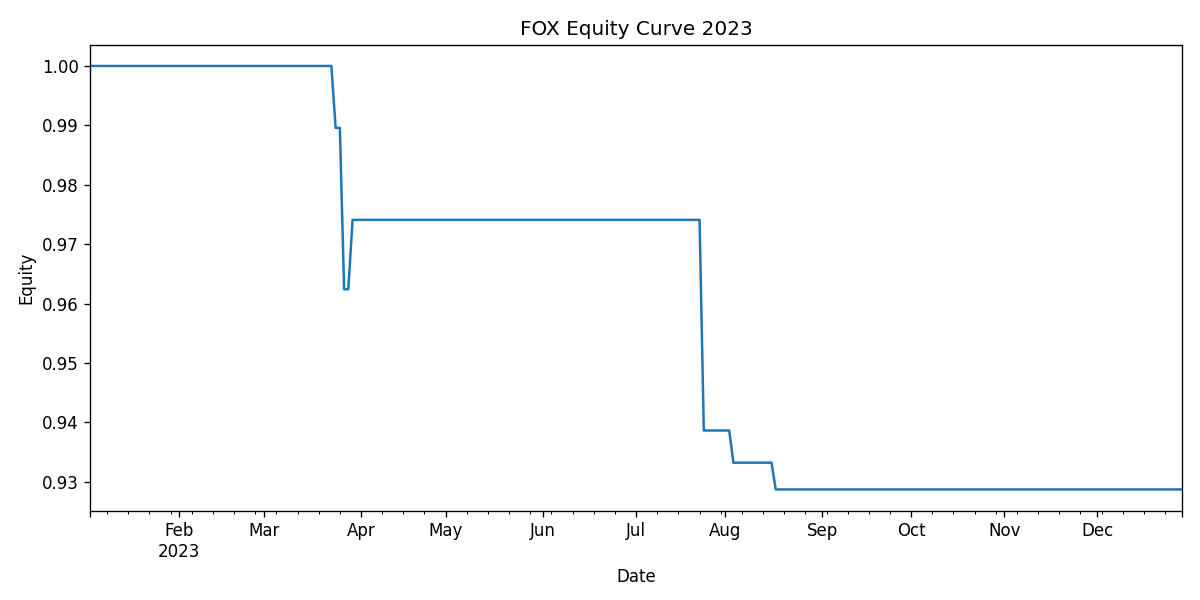 FOX Equity Curve 2023
1.00
0.99
0.98
0.97
0.96
0.95
0.94
0.93
Equity
Feb Mar Apr May Jun Jul Aug Sep Oct Nov Dec
2023
Date